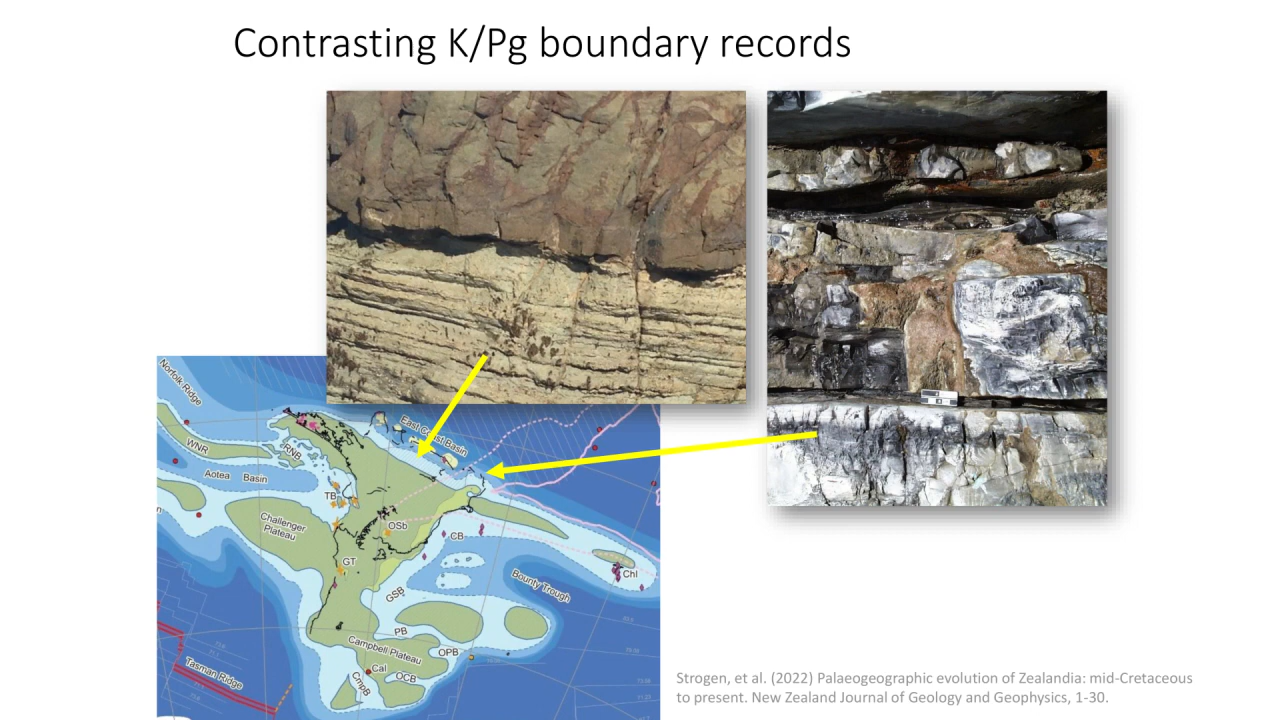 Contrasting K/Pg boundary records
Norfolk Ridge
East Coast Basin
WNR
RNB
Aotea Basin
TB
Challenger
Plateau
OSb
CB
GT
Chl
Bounty Trough
GSB
PB
Campbell Plateau
OPB
Cal
OCB
CmpB
Tasman Ridge
Strogen, et al. (2022) Palaeogeographic evolution of Zealandia: mid-Cretaceous
to present. New Zealand Journal of Geology and Geophysics, 1-30.